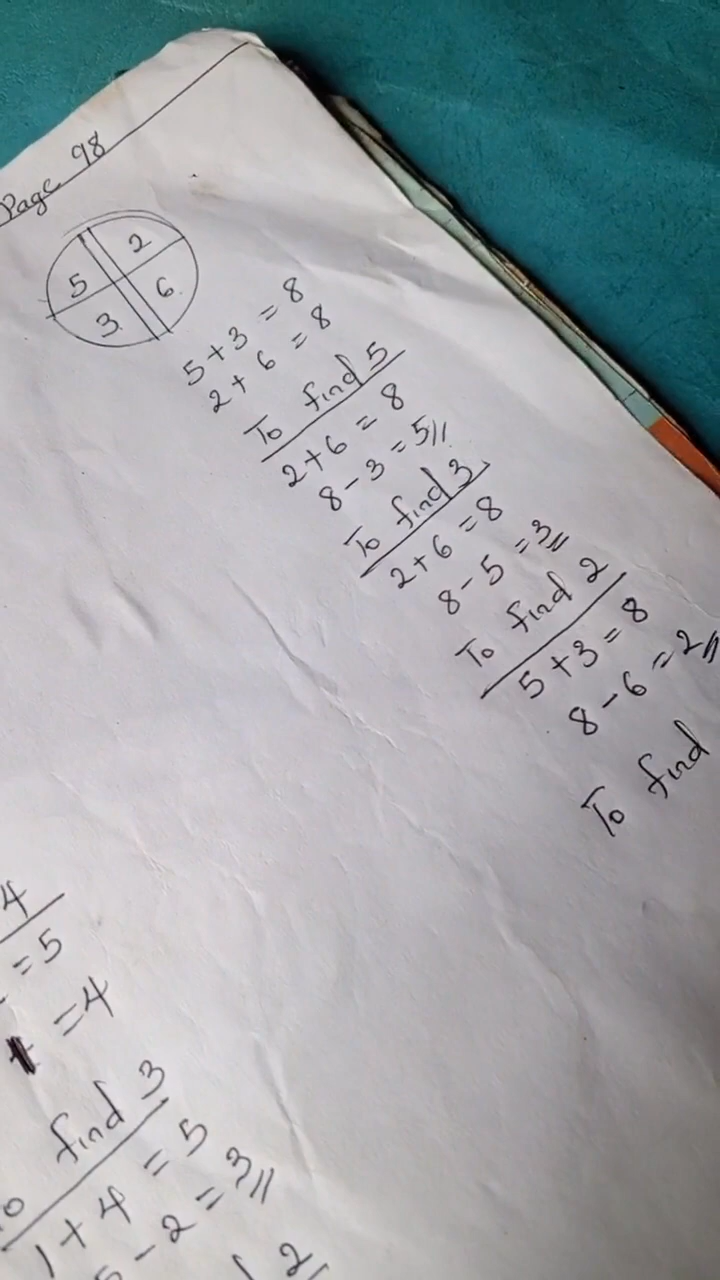 Page 98
5 2
3 6
5 + 3 = 8
2 + 6 = 8
To find 5
2 + 6 = 8
8 - 3 = 5//
To find 3
2 + 6 = 8
8 - 5 = 3//
To find 2
5 + 3 = 8
8 - 6 = 2//
To find
4
= 5
= 4
find 3
1 + 4 = 5
- 2 = 3//
2